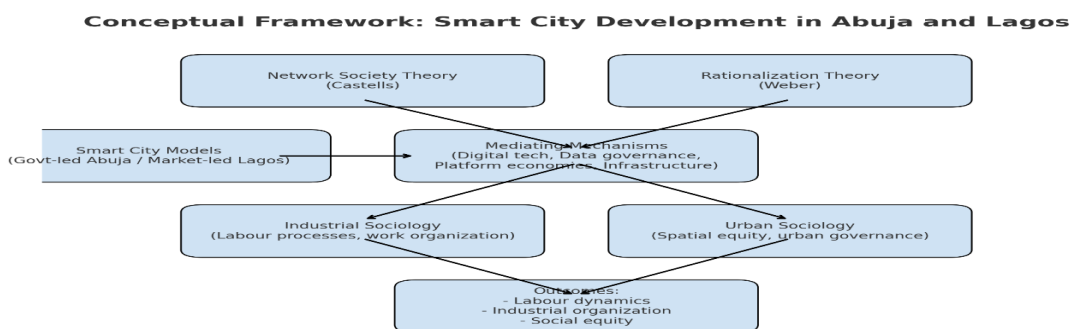 Conceptual Framework: Smart City Development in Abuja and Lagos
Network Society Theory
(Castells)
Rationalization Theory
(Weber)
Smart City Models
(Govt-led Abuja / Market-led Lagos)
Mediating Mechanisms
(Digital tech, Data governance,
Platform economics, Infrastructure)
Industrial Sociology
(Labour processes, work organization)
Urban Sociology
(Spatial equity, urban governance)
Outcomes:
- Labour dynamics
- Industrial organization
- Social equity